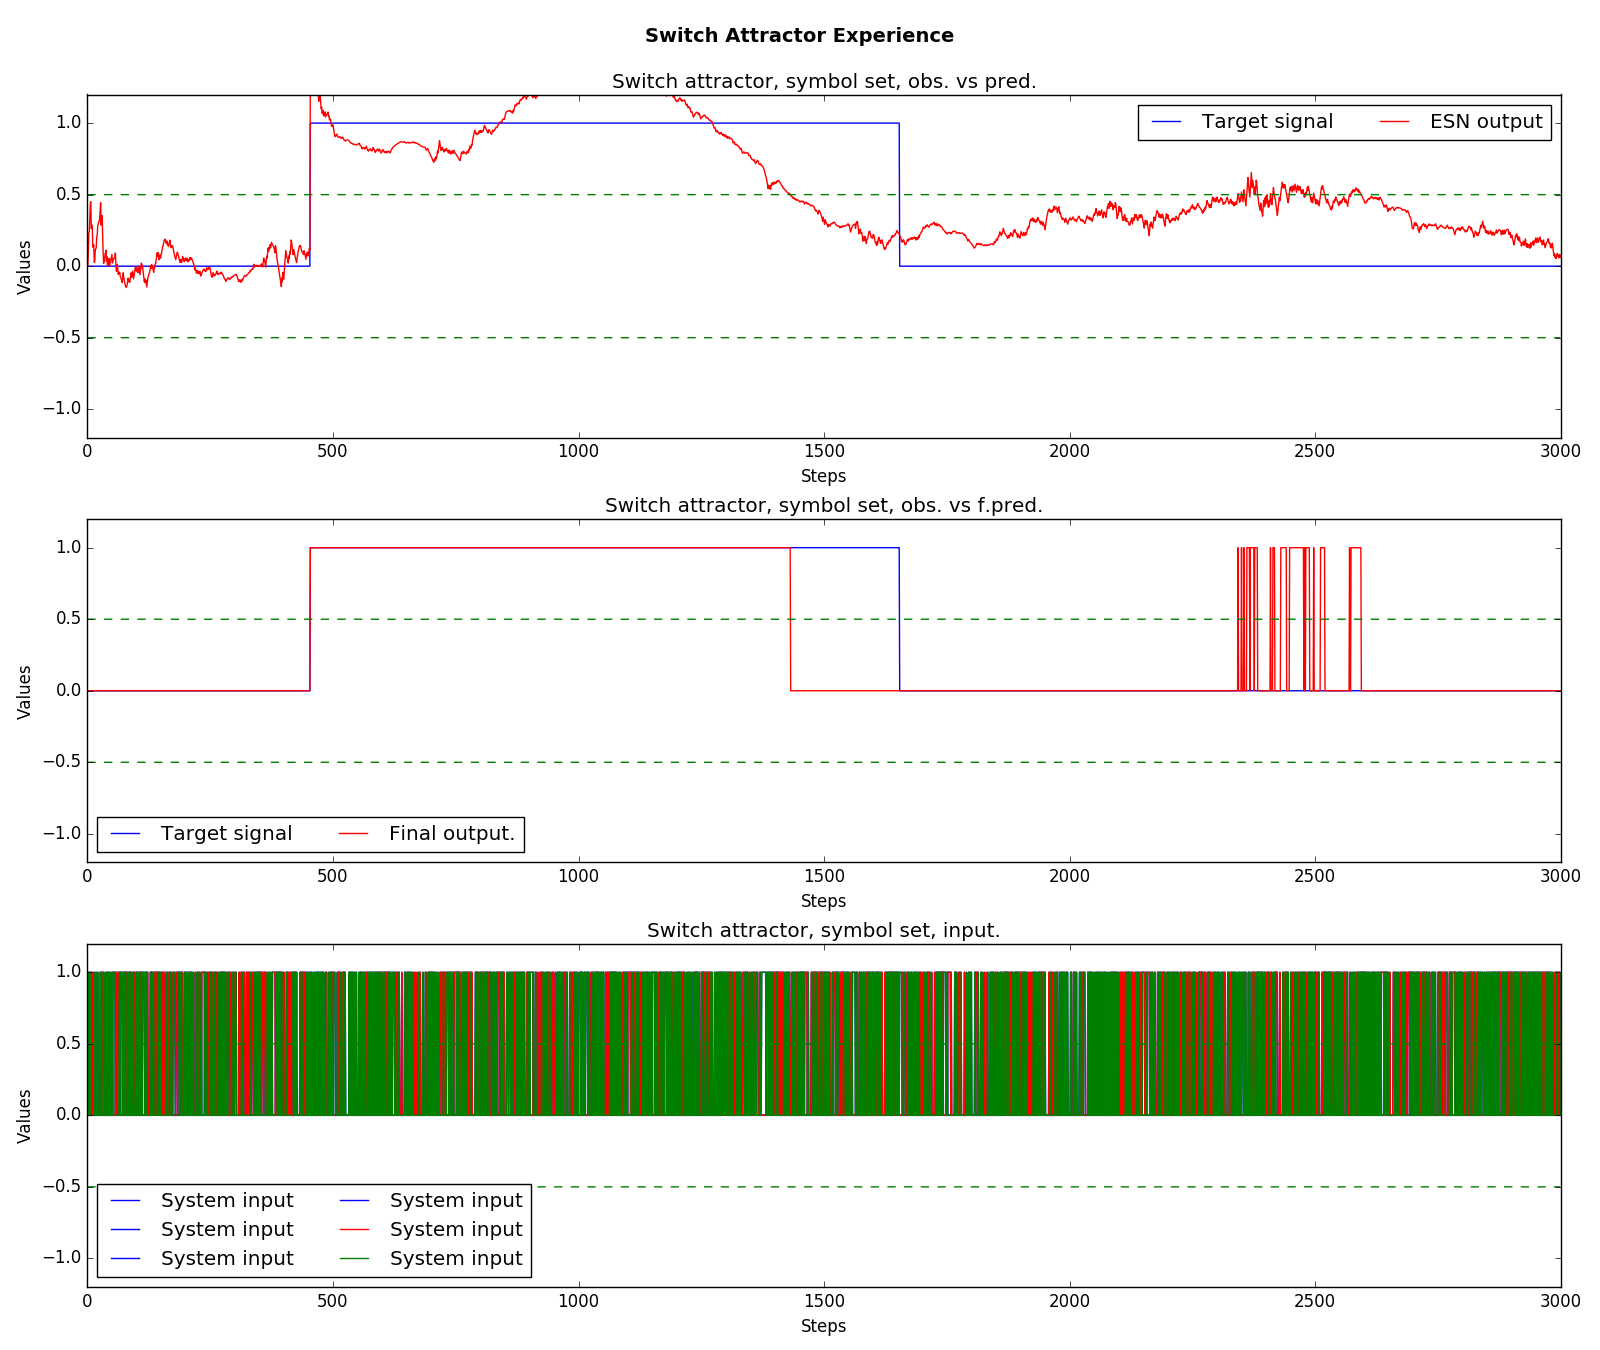 Switch Attractor Experience
Switch attractor, symbol set, obs. vs pred.
Target signal ESN output
1.0
0.5
0.0
−0.5
−1.0
Values
0 500 1000 1500 2000 2500 3000
Steps
Switch attractor, symbol set, obs. vs f.pred.
1.0
0.5
0.0
−0.5
−1.0
Values
Target signal Final output.
0 500 1000 1500 2000 2500 3000
Steps
Switch attractor, symbol set, input.
1.0
0.5
0.0
−0.5
−1.0
Values
System input System input
System input System input
System input System input
0 500 1000 1500 2000 2500 3000
Steps